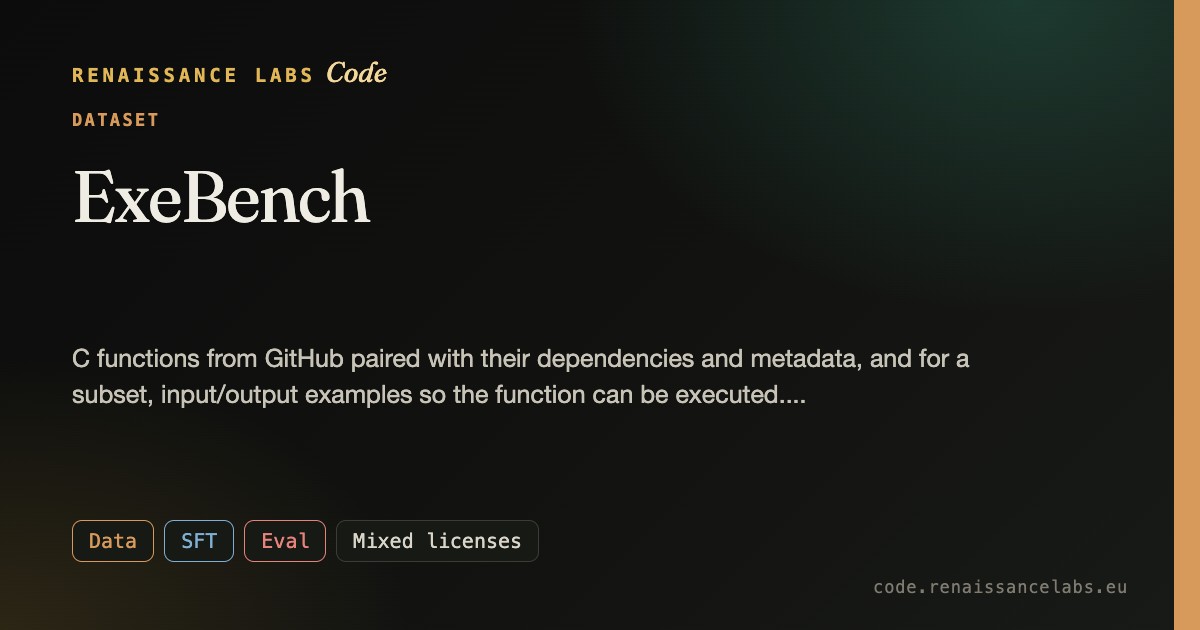 RENAISSANCE LABS Code
DATASET
ExeBench
C functions from GitHub paired with their dependencies and metadata, and for a
subset, input/output examples so the function can be executed....
Data SFT Eval Mixed licenses
code.renaissancelabs.eu